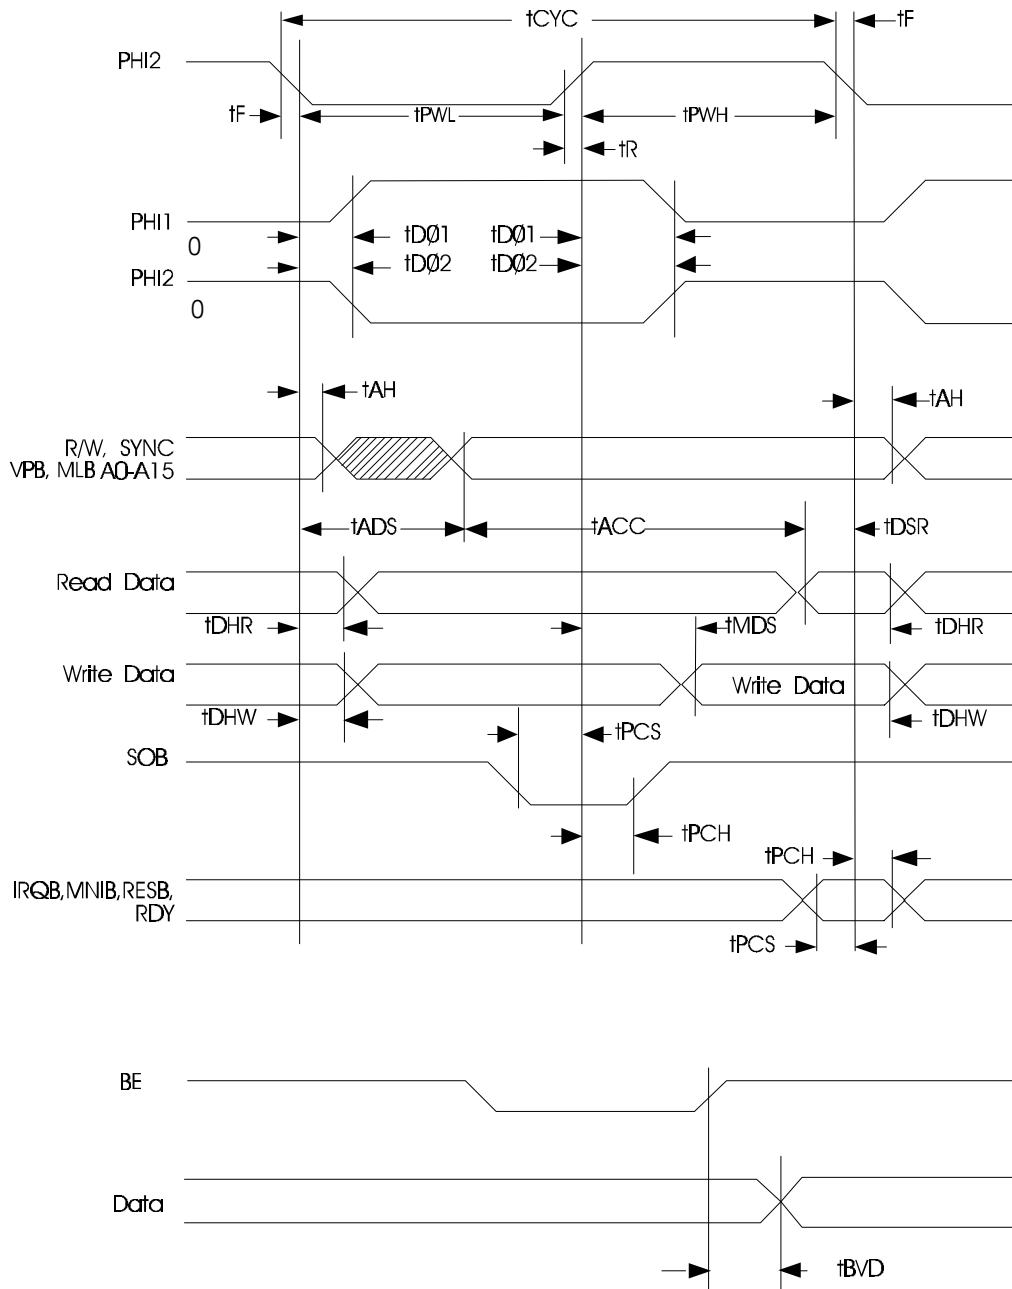 tCYC
tF
PHI2
tF
tPWL
tPWH
tR
PHI1
O
tDØ1
tDØ1
tDØ2
tDØ2
PHI2
O
tAH
tAH
R/W, SYNC
VPB, MLB A0-A15
tADS
tACC
tDSR
Read Data
tDHR
tMDS
tDHR
Write Data
Write Data
tDHW
tDHW
tPCS
SOB
tPCH
tPCH
IRQB,MNIB,RESB,
RDY
tPCS
BE
Data
tBVD